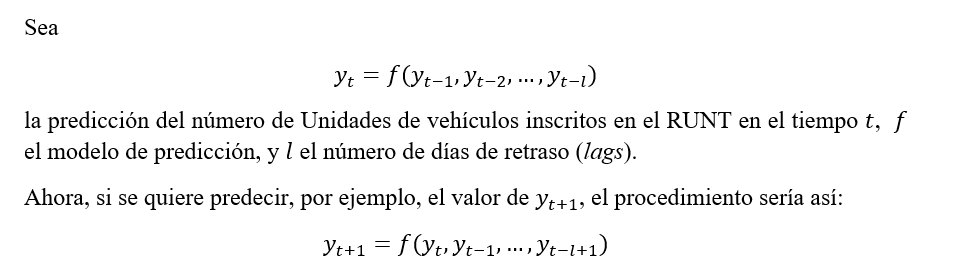 Sea
𝑦ₜ = 𝑓(𝑦ₜ₋₁, 𝑦ₜ₋₂, …, 𝑦ₜ₋ₗ)
la predicción del número de Unidades de vehículos inscritos en el RUNT en el tiempo 𝑡, 𝑓
el modelo de predicción, y 𝑙 el número de días de retraso (lags).
Ahora, si se quiere predecir, por ejemplo, el valor de 𝑦ₜ₊₁, el procedimiento sería así:
𝑦ₜ₊₁ = 𝑓(𝑦ₜ, 𝑦ₜ₋₁, …, 𝑦ₜ₋ₗ₊₁)